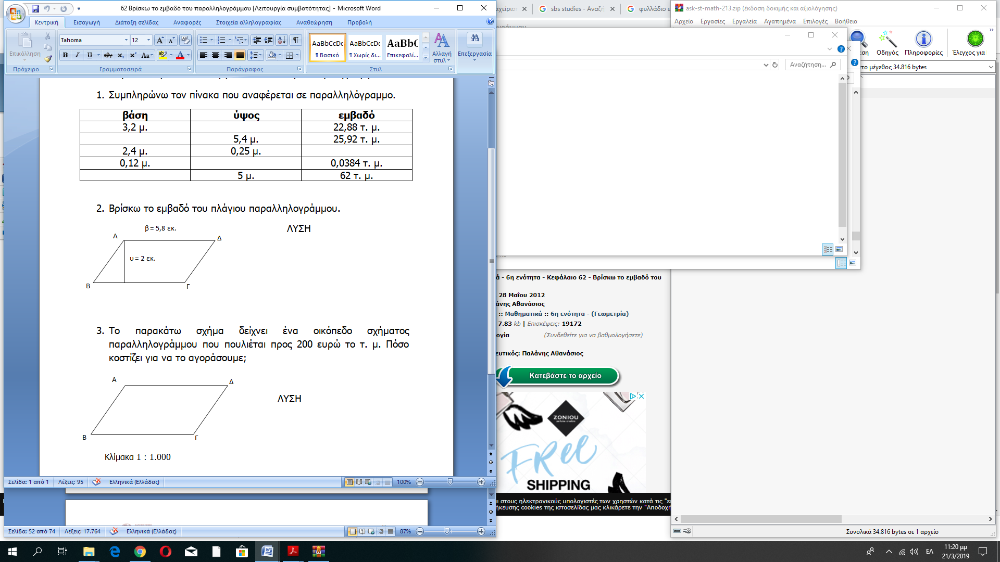 62 Βρίσκω το εμβαδό του παραλληλογράμμου [Λειτουργία συμβατότητας] - Microsoft Word
Κεντρική Εισαγωγή Διάταξη σελίδας Αναφορές Στοιχεία αλληλογραφίας Αναθεώρηση Προβολή
Επικόλληση
Tahoma 12
AaBbCcDc AaBbCcDc AaBbC
¶ Βασικό ¶ Χωρίς δι... Επικεφαλί...
Αλλαγή στυλ
Επεξεργασία
Πρόχειρο Γραμματοσειρά Παράγραφος Στυλ
1. Συμπληρώνω τον πίνακα που αναφέρεται σε παραλληλόγραμμο.
βάση ύψος εμβαδό
3,2 μ. 22,88 τ. μ.
5,4 μ. 25,92 τ. μ.
2,4 μ. 0,25 μ.
0,12 μ. 0,0384 τ. μ.
5 μ. 62 τ. μ.
2. Βρίσκω το εμβαδό του πλάγιου παραλληλογράμμου.
β = 5,8 εκ.
ΛΥΣΗ
Α Δ
υ = 2 εκ.
Β Γ
3. Το παρακάτω σχήμα δείχνει ένα οικόπεδο σχήματος
παραλληλογράμμου που πουλιέται προς 200 ευρώ το τ. μ. Πόσο
κοστίζει για να το αγοράσουμε;
Α Δ
ΛΥΣΗ
Β Γ
Κλίμακα 1 : 1.000
Σελίδα: 1 από 1 Λέξεις: 95 Ελληνικά (Ελλάδας) 100%
Σελίδα: 52 από 74 Λέξεις: 17.764 Ελληνικά (Ελλάδας) 87%
sbs studies - Αναζή
φυλλάδιο ε
Αναζήτηση...
ά - 6η ενότητα - Κεφάλαιο 62 - Βρίσκω το εμβαδό του
28 Μαΐου 2012
άνης Αθανάσιος
:: Μαθηματικά :: 6η ενότητα - (Γεωμετρία)
7.83 kb | Επισκέψεις: 19172
ογία (Συνδεθείτε για να βαθμολογήσετε)
ευτικός: Παλάνης Αθανάσιος
Κατεβάστε το αρχείο
ZONIOU
FREE
SHIPPING
ι στους ηλεκτρονικούς υπολογιστές των χρηστών κατά τις "ε
ήκευσης cookies της ιστοσελίδας μας κλικάρετε την "Αποδοχή
ask-st-math-213.zip (έκδοση δοκιμής και αξιολόγησης)
Αρχείο Εργασίες Εργαλεία Αγαπημένα Επιλογές Βοήθεια
Οδηγός Πληροφορίες Έλεγχος για
το μέγεθος 34.816 bytes
Συνολικά 34.816 bytes σε 1 αρχείο
ΕΛ
11:20 μμ
21/3/2019